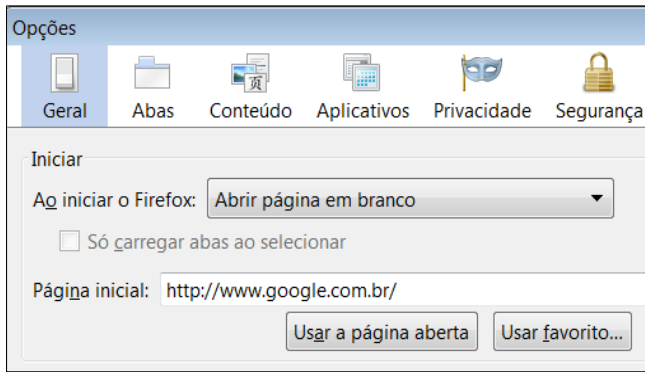 Opções
页
Geral Abas Conteúdo Aplicativos Privacidade Segurança
Iniciar
Ao iniciar o Firefox: Abrir página em branco
Só carregar abas ao selecionar
Página inicial: http://www.google.com.br/
Usar a página aberta Usar favorito...